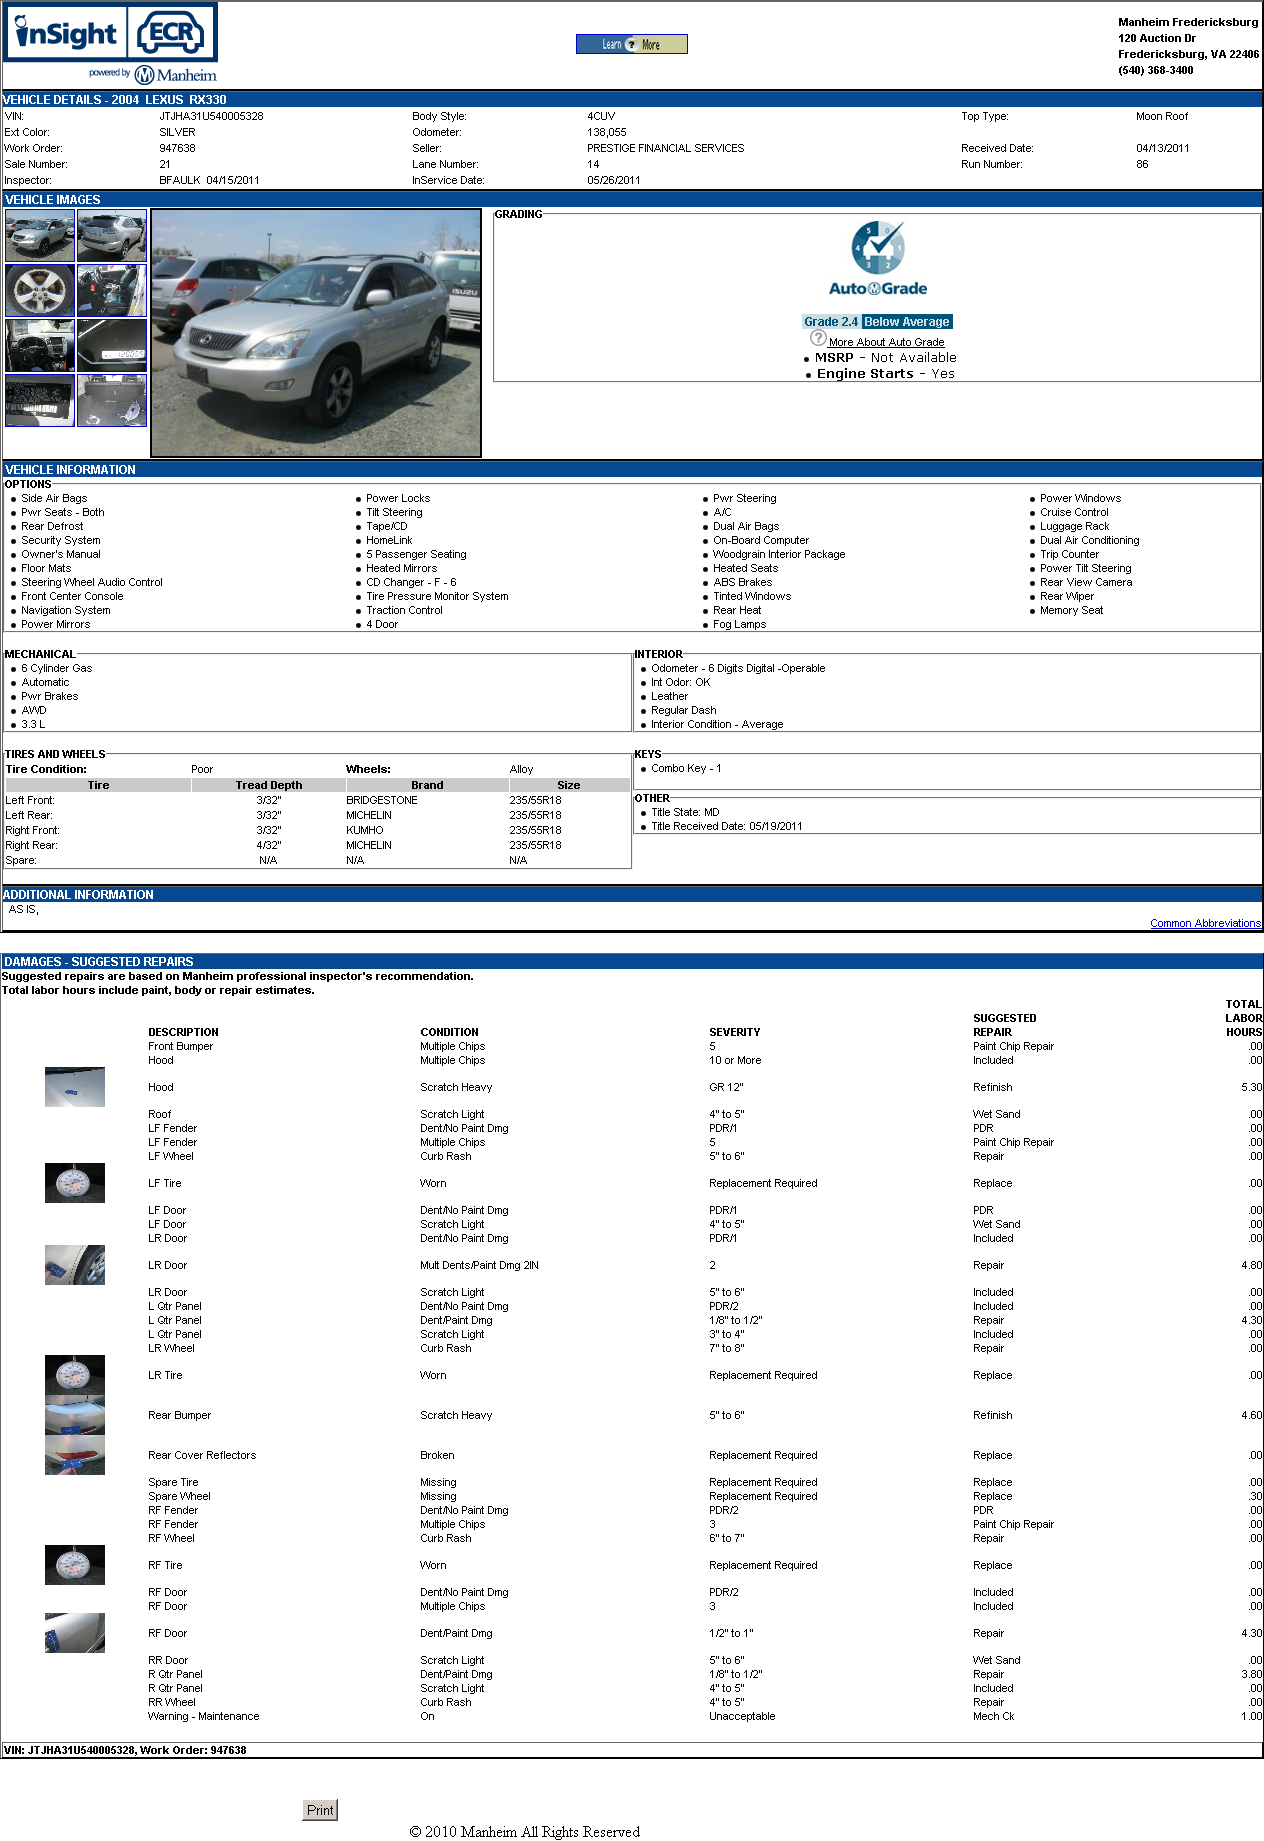 inSight ECR
powered by Manheim
Learn ? More
Manheim Fredericksburg
120 Auction Dr
Fredericksburg, VA 22406
(540) 368-3400
VEHICLE DETAILS - 2004 LEXUS RX330
VIN: JTJHA31U540005328 Body Style: 4CUV Top Type: Moon Roof
Ext Color: SILVER Odometer: 138,055
Work Order: 947638 Seller: PRESTIGE FINANCIAL SERVICES Received Date: 04/13/2011
Sale Number: 21 Lane Number: 14 Run Number: 86
Inspector: BFAULK 04/15/2011 InService Date: 05/26/2011
VEHICLE IMAGES
ISUZU
GRADING
5 0 1 4 3 2
AutoGrade
Grade 2.4 Below Average
? More About Auto Grade
• MSRP - Not Available
• Engine Starts - Yes
VEHICLE INFORMATION
OPTIONS
• Side Air Bags • Power Locks • Pwr Steering • Power Windows
• Pwr Seats - Both • Tilt Steering • A/C • Cruise Control
• Rear Defrost • Tape/CD • Dual Air Bags • Luggage Rack
• Security System • HomeLink • On-Board Computer • Dual Air Conditioning
• Owner's Manual • 5 Passenger Seating • Woodgrain Interior Package • Trip Counter
• Floor Mats • Heated Mirrors • Heated Seats • Power Tilt Steering
• Steering Wheel Audio Control • CD Changer - F - 6 • ABS Brakes • Rear View Camera
• Front Center Console • Tire Pressure Monitor System • Tinted Windows • Rear Wiper
• Navigation System • Traction Control • Rear Heat • Memory Seat
• Power Mirrors • 4 Door • Fog Lamps
MECHANICAL
• 6 Cylinder Gas
• Automatic
• Pwr Brakes
• AWD
• 3.3 L
INTERIOR
• Odometer - 6 Digits Digital -Operable
• Int Odor: OK
• Leather
• Regular Dash
• Interior Condition - Average
TIRES AND WHEELS
Tire Condition: Poor Wheels: Alloy
Tire Tread Depth Brand Size
Left Front: 3/32" BRIDGESTONE 235/55R18
Left Rear: 3/32" MICHELIN 235/55R18
Right Front: 3/32" KUMHO 235/55R18
Right Rear: 4/32" MICHELIN 235/55R18
Spare: N/A N/A N/A
KEYS
• Combo Key - 1
OTHER
• Title State: MD
• Title Received Date: 05/19/2011
ADDITIONAL INFORMATION
AS IS,
Common Abbreviations
DAMAGES - SUGGESTED REPAIRS
Suggested repairs are based on Manheim professional inspector's recommendation.
Total labor hours include paint, body or repair estimates.
DESCRIPTION CONDITION SEVERITY SUGGESTED REPAIR TOTAL LABOR HOURS
Front Bumper Multiple Chips 5 Paint Chip Repair .00
Hood Multiple Chips 10 or More Included .00
Hood Scratch Heavy GR 12" Refinish 5.30
Roof Scratch Light 4" to 5" Wet Sand .00
LF Fender Dent/No Paint Dmg PDR/1 PDR .00
LF Fender Multiple Chips 5 Paint Chip Repair .00
LF Wheel Curb Rash 5" to 6" Repair .00
LF Tire Worn Replacement Required Replace .00
LF Door Dent/No Paint Dmg PDR/1 PDR .00
LF Door Scratch Light 4" to 5" Wet Sand .00
LR Door Dent/No Paint Dmg PDR/1 Included .00
LR Door Mult Dents/Paint Dmg 2IN 2 Repair 4.80
LR Door Scratch Light 5" to 6" Included .00
L Qtr Panel Dent/No Paint Dmg PDR/2 Included .00
L Qtr Panel Dent/Paint Dmg 1/8" to 1/2" Repair 4.30
L Qtr Panel Scratch Light 3" to 4" Included .00
LR Wheel Curb Rash 7" to 8" Repair .00
LR Tire Worn Replacement Required Replace .00
Rear Bumper Scratch Heavy 5" to 6" Refinish 4.60
Rear Cover Reflectors Broken Replacement Required Replace .00
Spare Tire Missing Replacement Required Replace .00
Spare Wheel Missing Replacement Required Replace .30
RF Fender Dent/No Paint Dmg PDR/2 PDR .00
RF Fender Multiple Chips 3 Paint Chip Repair .00
RF Wheel Curb Rash 6" to 7" Repair .00
RF Tire Worn Replacement Required Replace .00
RF Door Dent/No Paint Dmg PDR/2 Included .00
RF Door Multiple Chips 3 Included .00
RF Door Dent/Paint Dmg 1/2" to 1" Repair 4.30
RR Door Scratch Light 5" to 6" Wet Sand .00
R Qtr Panel Dent/Paint Dmg 1/8" to 1/2" Repair 3.80
R Qtr Panel Scratch Light 4" to 5" Included .00
RR Wheel Curb Rash 4" to 5" Repair .00
Warning - Maintenance On Unacceptable Mech Ck 1.00
VIN: JTJHA31U540005328, Work Order: 947638
Print
© 2010 Manheim All Rights Reserved